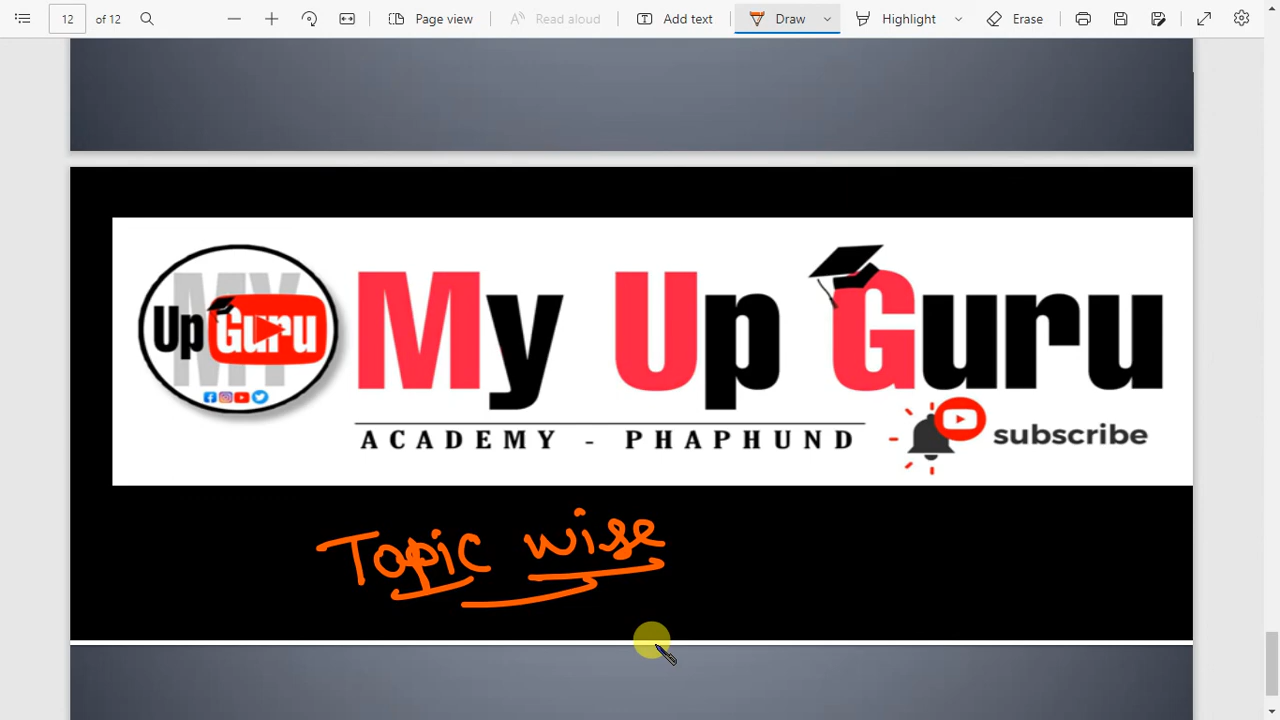 12 of 12 Page view Read aloud Add text Draw Highlight Erase
MY
Up Guru
My Up Guru
ACADEMY - PHAPHUND
subscribe
Topic wise